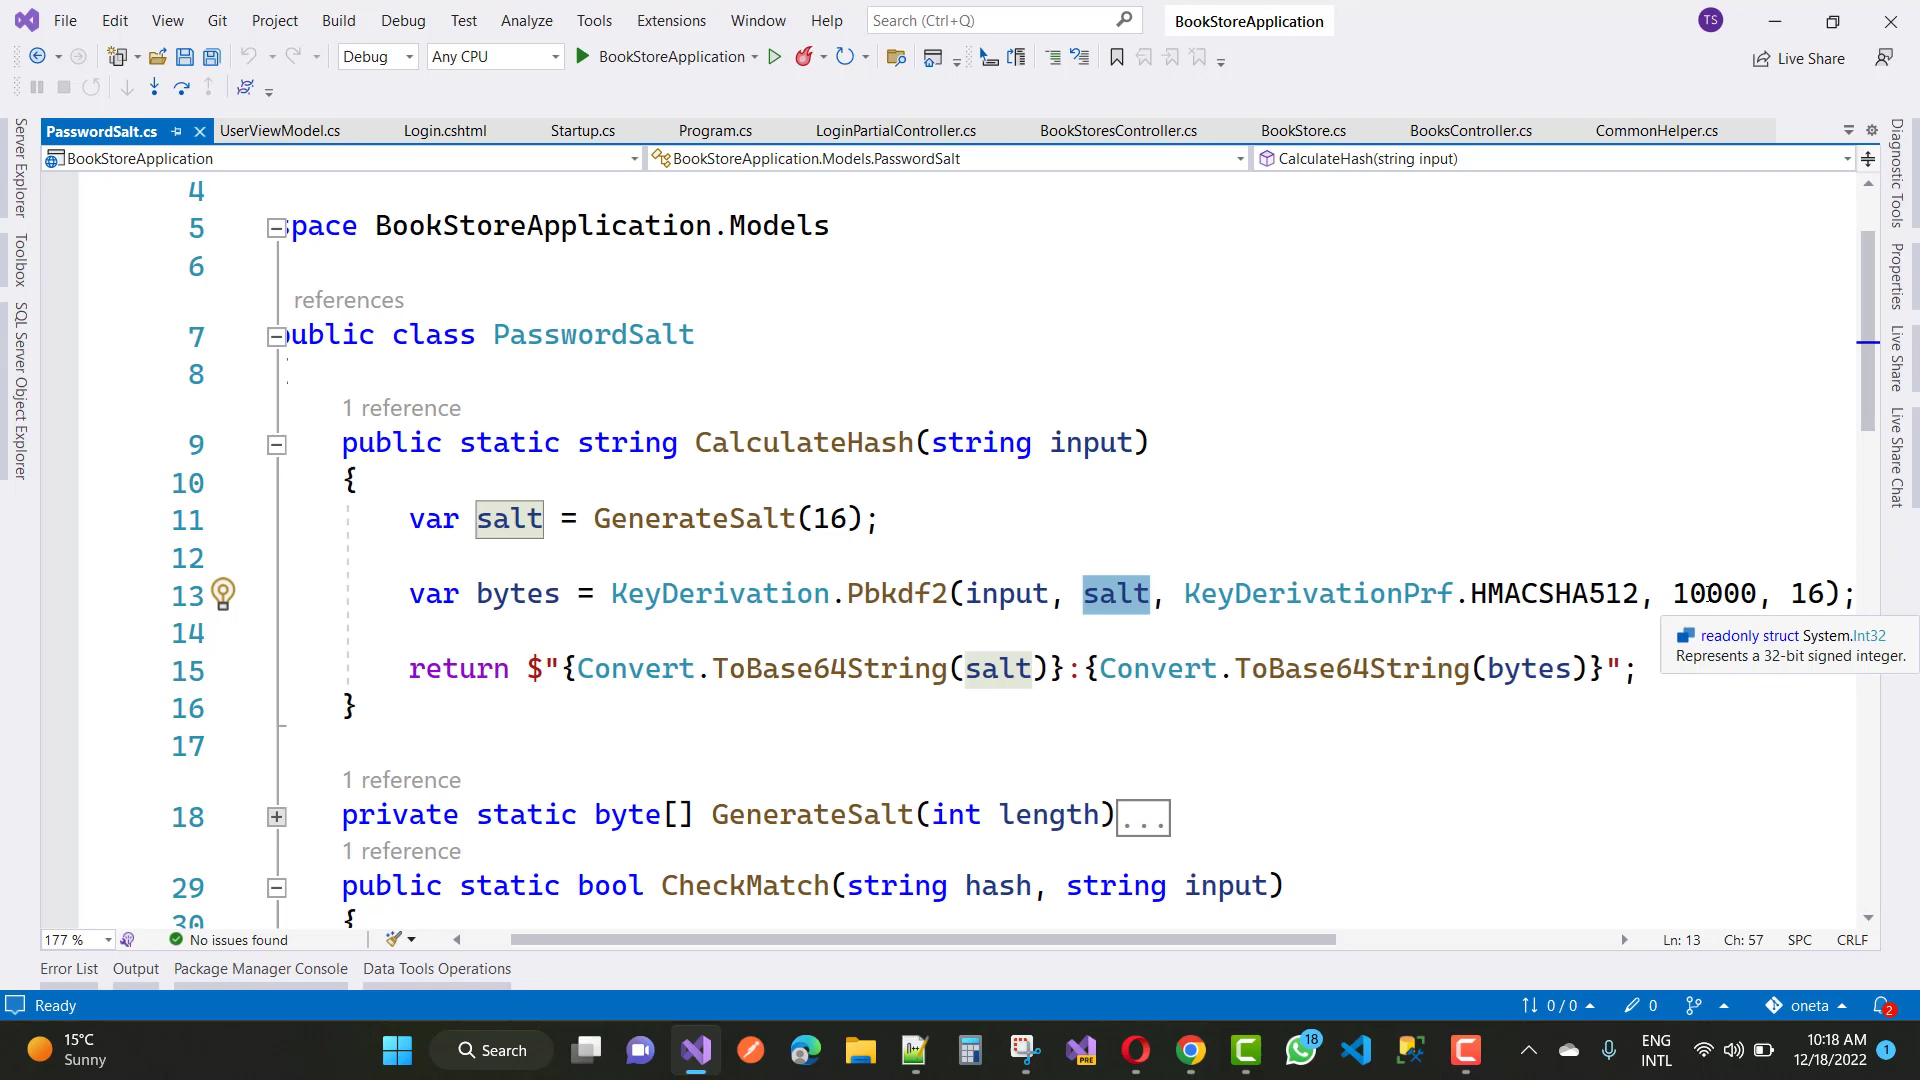 File Edit View Git Project Build Debug Test Analyze Tools Extensions Window Help Search (Ctrl+Q) BookStoreApplication TS
Debug Any CPU BookStoreApplication Live Share
PasswordSalt.cs UserViewModel.cs Login.cshtml Startup.cs Program.cs LoginPartialController.cs BookStoresController.cs BookStore.cs BooksController.cs CommonHelper.cs
BookStoreApplication BookStoreApplication.Models.PasswordSalt CalculateHash(string input)
Server Explorer
Toolbox
SQL Server Object Explorer
4
5 space BookStoreApplication.Models
6
references
7 public class PasswordSalt
8
1 reference
9 public static string CalculateHash(string input)
10 {
11 var salt = GenerateSalt(16);
12
13 var bytes = KeyDerivation.Pbkdf2(input, salt, KeyDerivationPrf.HMACSHA512, 10000, 16);
14
readonly struct System.Int32
Represents a 32-bit signed integer.
15 return $"{Convert.ToBase64String(salt)}:{Convert.ToBase64String(bytes)}";
16 }
17
1 reference
18 private static byte[] GenerateSalt(int length)...
1 reference
29 public static bool CheckMatch(string hash, string input)
30 {
Diagnostic Tools
Properties
Live Share
Live Share Chat
177 % No issues found Ln: 13 Ch: 57 SPC CRLF
Error List Output Package Manager Console Data Tools Operations
Ready 0 / 0 0 oneta 2
15°C
Sunny
Search
PRE
18
ENG
INTL
10:18 AM
12/18/2022
1